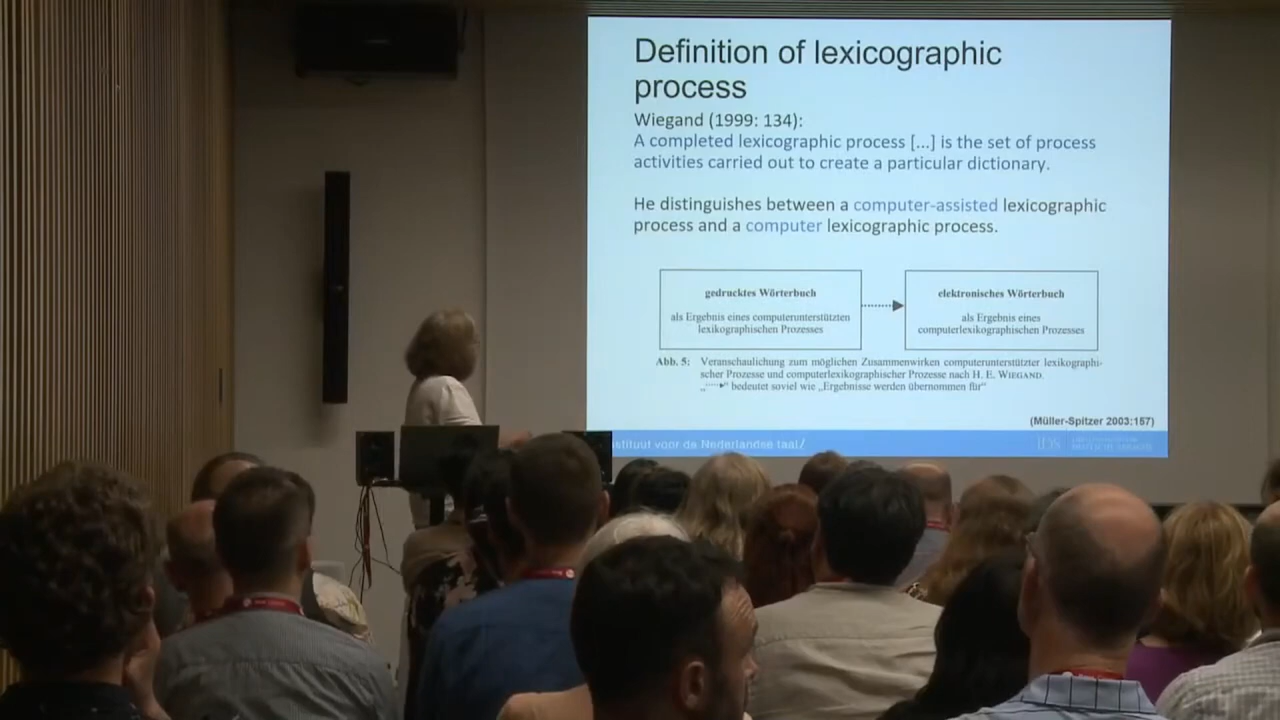 Definition of lexicographic
process
Wiegand (1999: 134):
A completed lexicographic process [...] is the set of process
activities carried out to create a particular dictionary.
He distinguishes between a computer-assisted lexicographic
process and a computer lexicographic process.
gedrucktes Wörterbuch
als Ergebnis eines computerunterstützten
lexikographischen Prozesses
elektronisches Wörterbuch
als Ergebnis eines
computerlexikographischen Prozesses
Abb. 5: Veranschaulichung zum möglichen Zusammenwirken computerunterstützter lexikographi-
scher Prozesse und computerlexikographischer Prozesse nach H. E. WIEGAND.
„·····▸“ bedeutet soviel wie „Ergebnisse werden übernommen für“
(Müller-Spitzer 2003:157)
stituut voor de Nederlandse taal/